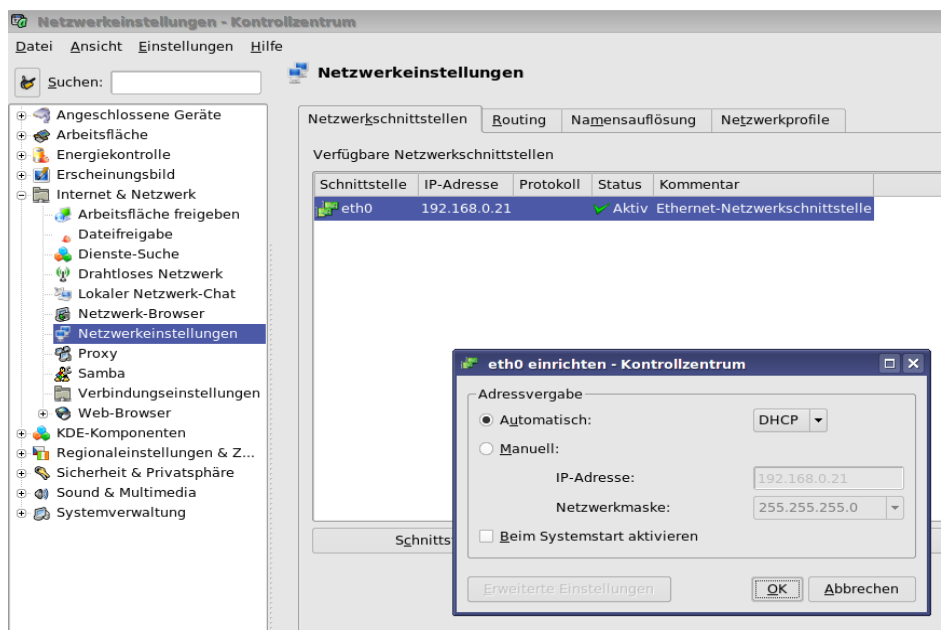 Netzwerkeinstellungen - Kontrollzentrum
Datei Ansicht Einstellungen Hilfe
Suchen:
Angeschlossene Geräte
Arbeitsfläche
Energiekontrolle
Erscheinungsbild
Internet & Netzwerk
Arbeitsfläche freigeben
Dateifreigabe
Dienste-Suche
Drahtloses Netzwerk
Lokaler Netzwerk-Chat
Netzwerk-Browser
Netzwerkeinstellungen
Proxy
Samba
Verbindungseinstellungen
Web-Browser
KDE-Komponenten
Regionaleinstellungen & Z...
Sicherheit & Privatsphäre
Sound & Multimedia
Systemverwaltung
Netzwerkeinstellungen
Netzwerkschnittstellen Routing Namensauflösung Netzwerkprofile
Verfügbare Netzwerkschnittstellen
Schnittstelle IP-Adresse Protokoll Status Kommentar
eth0 192.168.0.21 Aktiv Ethernet-Netzwerkschnittstelle
Schnitts
eth0 einrichten - Kontrollzentrum
Adressvergabe
Automatisch: DHCP
Manuell:
IP-Adresse: 192.168.0.21
Netzwerkmaske: 255.255.255.0
Beim Systemstart aktivieren
Erweiterte Einstellungen OK Abbrechen